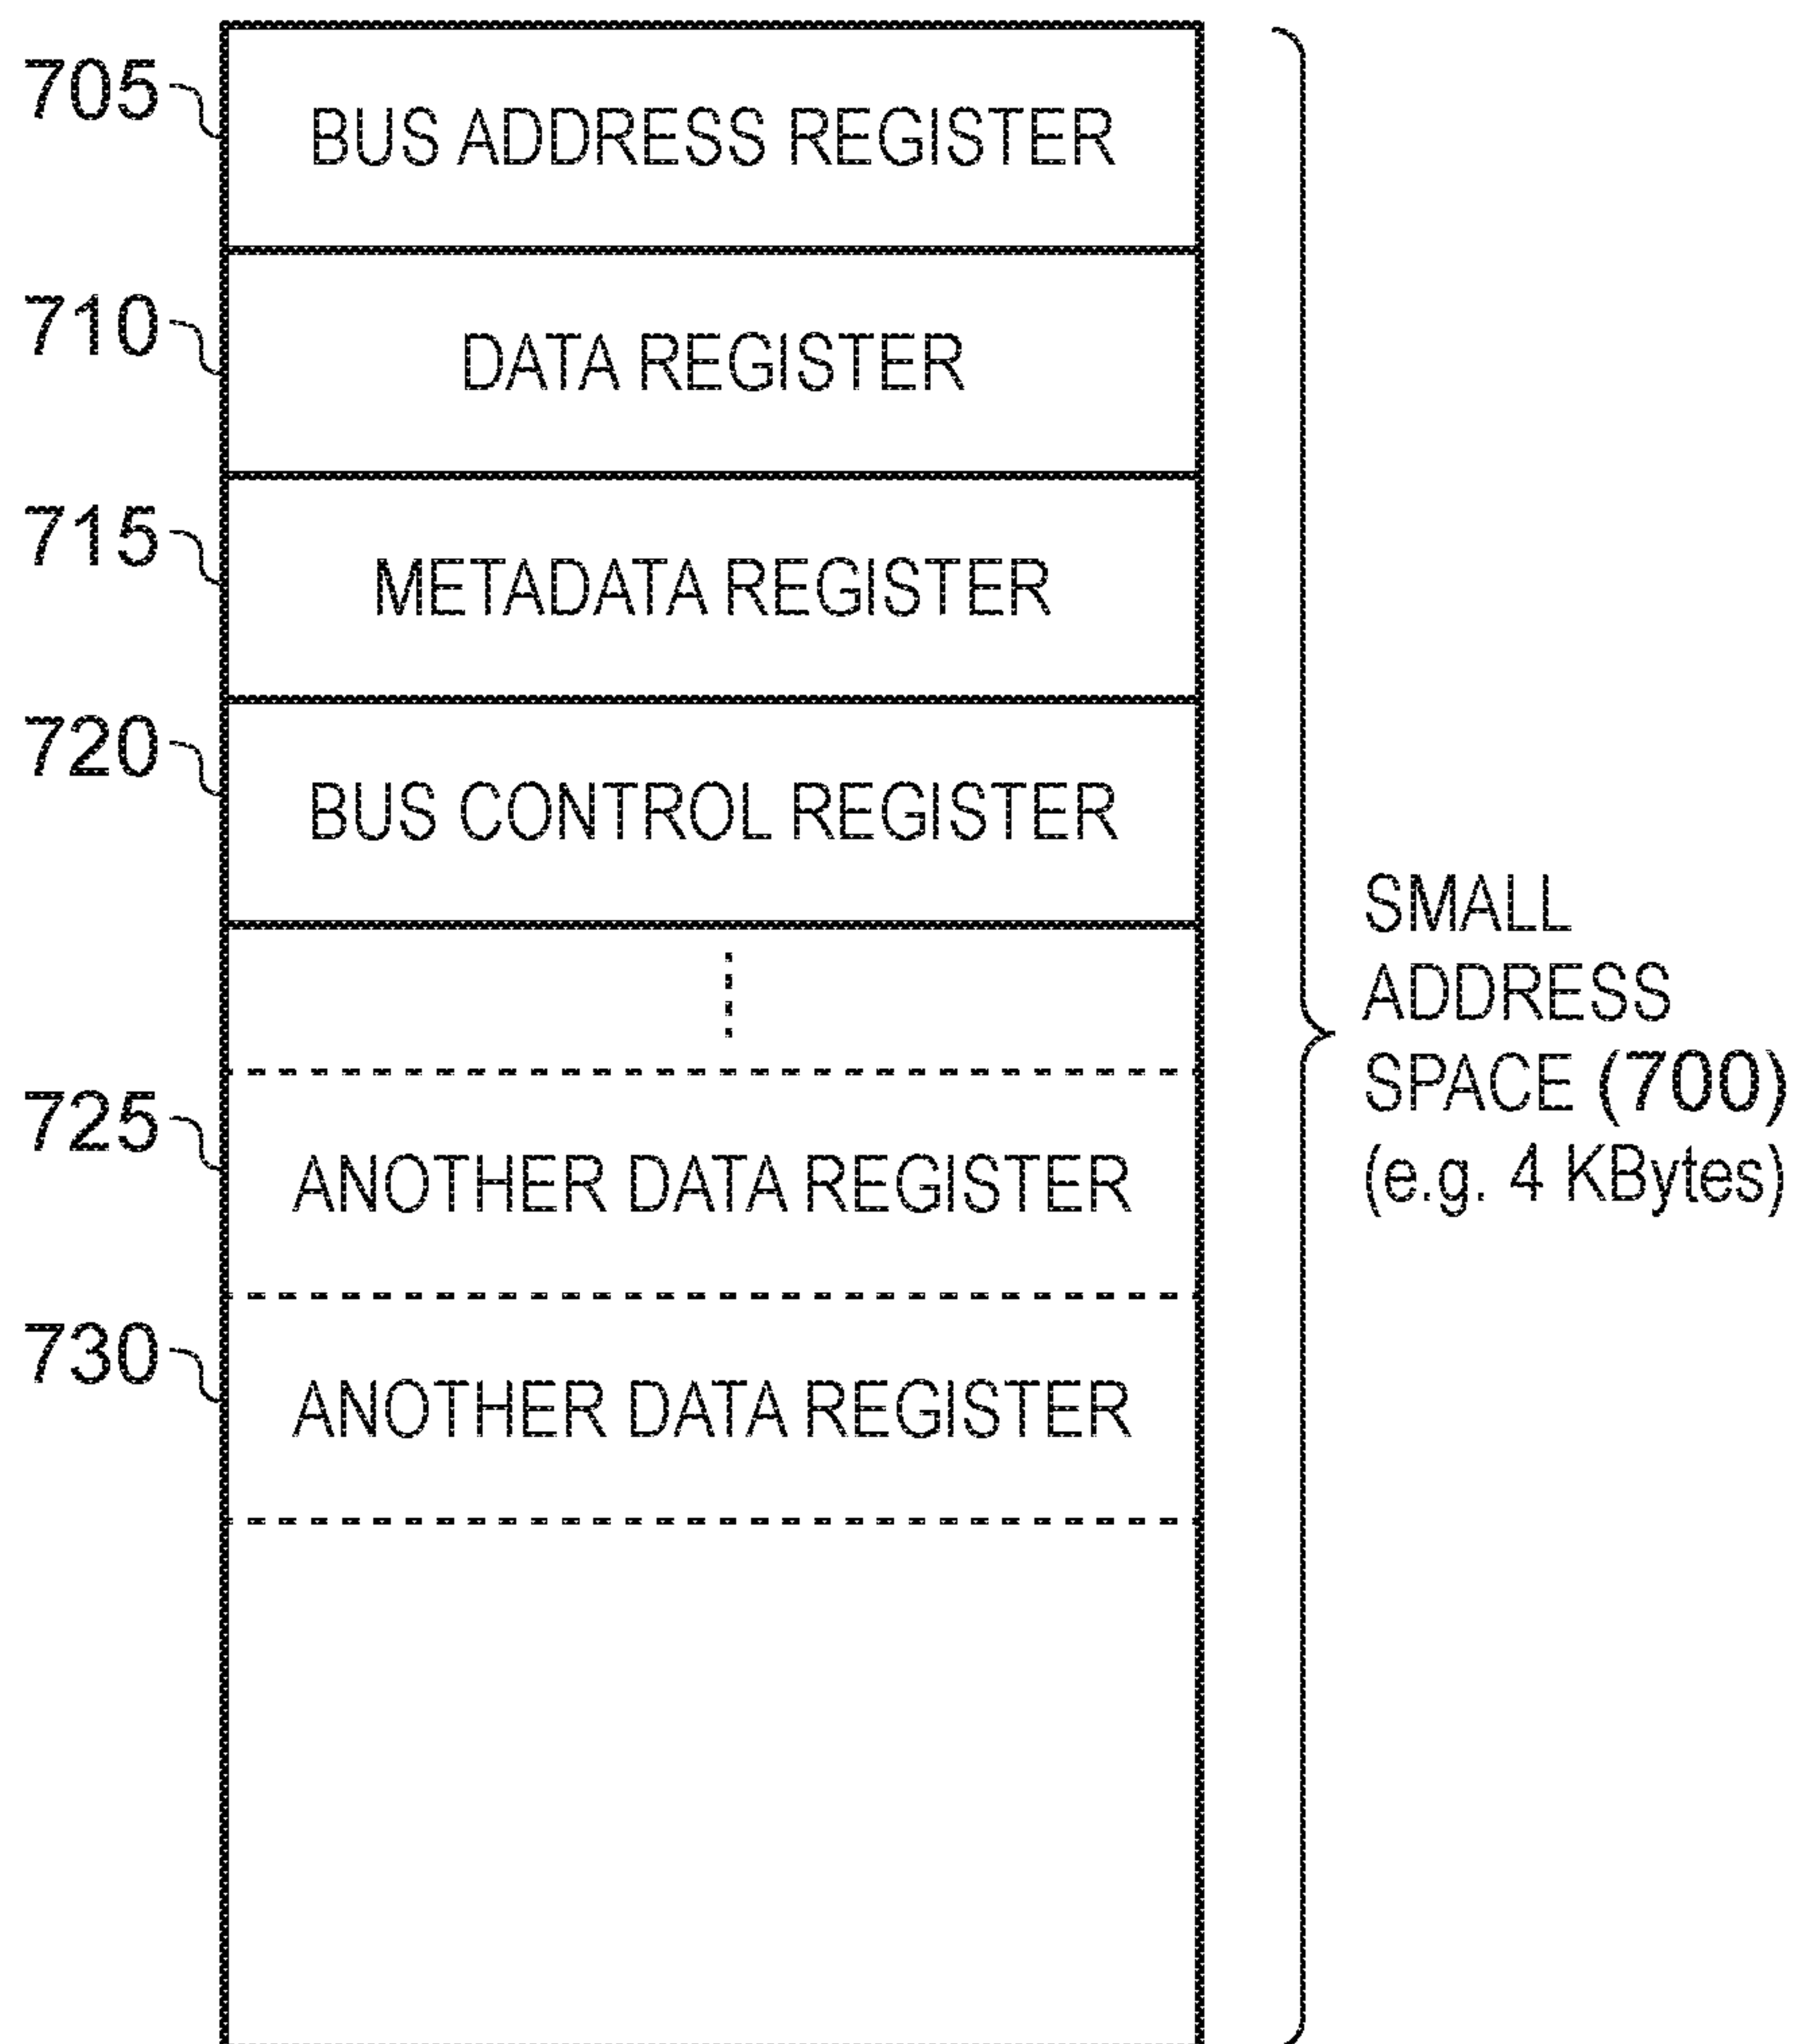 705
BUS ADDRESS REGISTER
710
DATA REGISTER
715
METADATA REGISTER
720
BUS CONTROL REGISTER
725
ANOTHER DATA REGISTER
730
ANOTHER DATA REGISTER
SMALL
ADDRESS
SPACE (700)
(e.g. 4 KBytes)